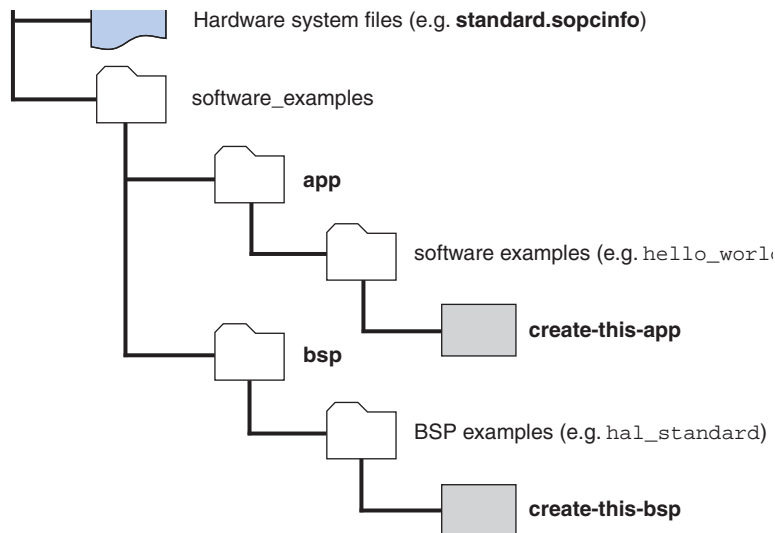 Hardware system files (e.g. standard.sopcinfo)
software_examples
app
software examples (e.g. hello_world
create-this-app
bsp
BSP examples (e.g. hal_standard)
create-this-bsp